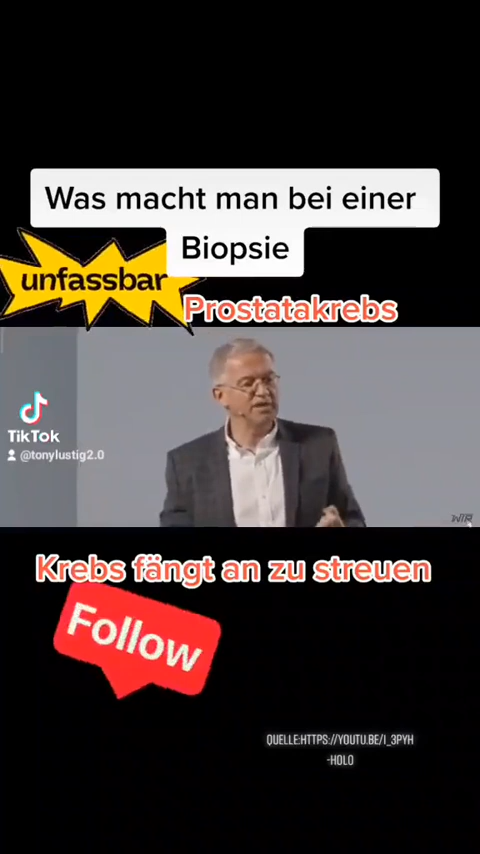 Was macht man bei einer
Biopsie
unfassbar
Prostatakrebs
TikTok
@tonylustig2.0
WIR
Krebs fängt an zu streuen
Follow
QUELLE:HTTPS://YOUTU.BE/I_3PYH
-HOLO